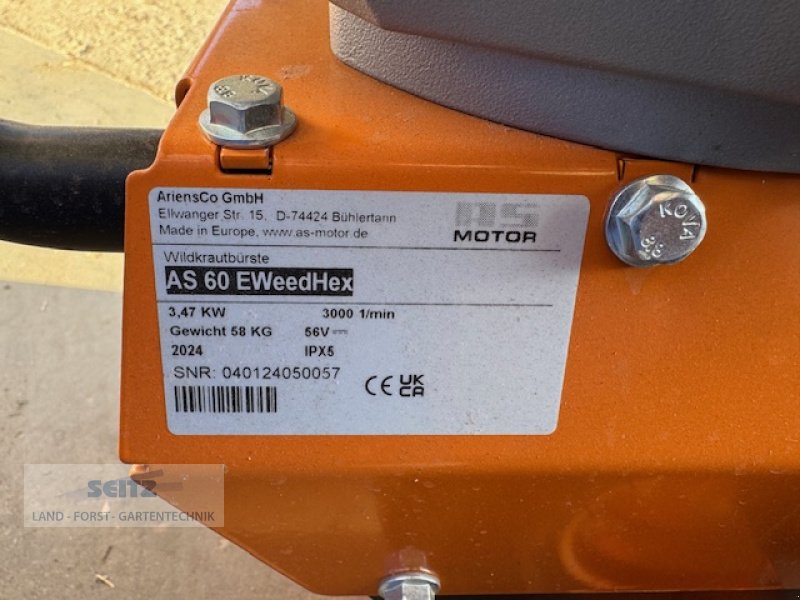 AriensCo GmbH
Ellwanger Str. 15, D-74424 Bühlertann
Made in Europe, www.as-motor.de
AS
MOTOR
Wildkrautbürste
AS 60 EWeedHex
3,47 KW 3000 1/min
Gewicht 58 KG 56V
2024 IPX5
SNR: 040124050057
CE UK
CA
KOVA
SEITZ
LAND - FORST - GARTENTECHNIK